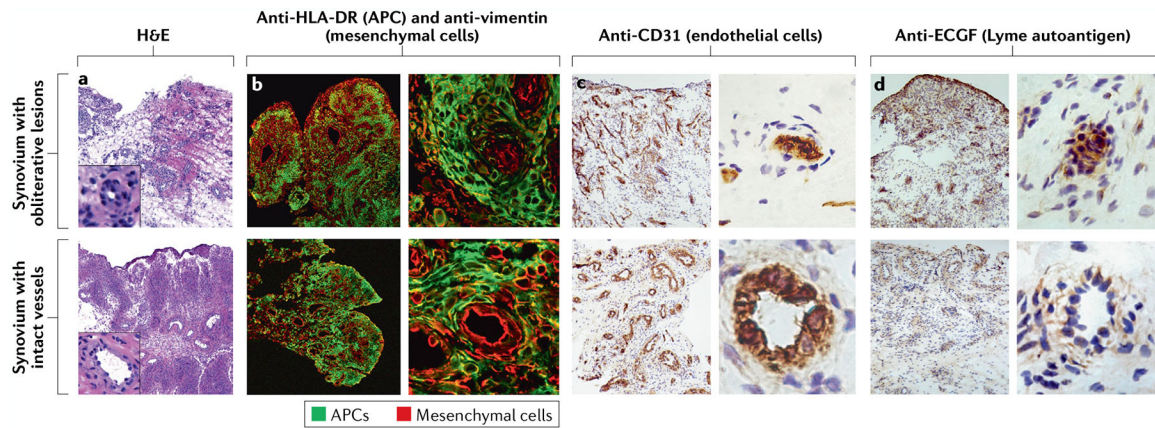 H&E
Anti-HLA-DR (APC) and anti-vimentin
(mesenchymal cells)
Anti-CD31 (endothelial cells)
Anti-ECGF (Lyme autoantigen)
Synovium with
obliterative lesions
a
b
c
d
Synovium with
intact vessels
APCs
Mesenchymal cells